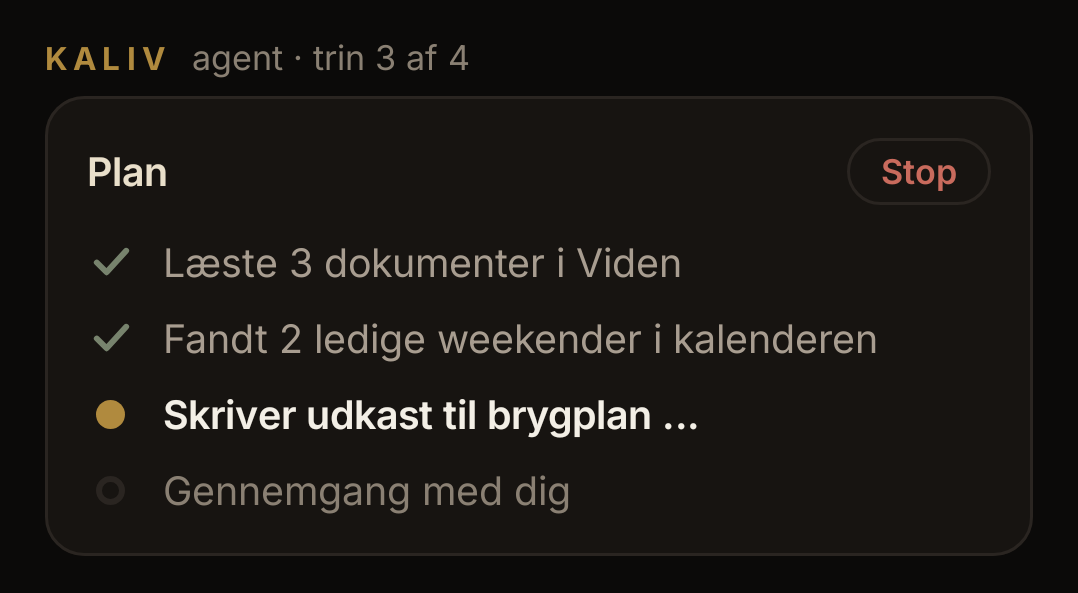 KALIV agent · trin 3 af 4
Plan
Stop
Læste 3 dokumenter i Viden
Fandt 2 ledige weekender i kalenderen
Skriver udkast til brygplan ...
Gennemgang med dig